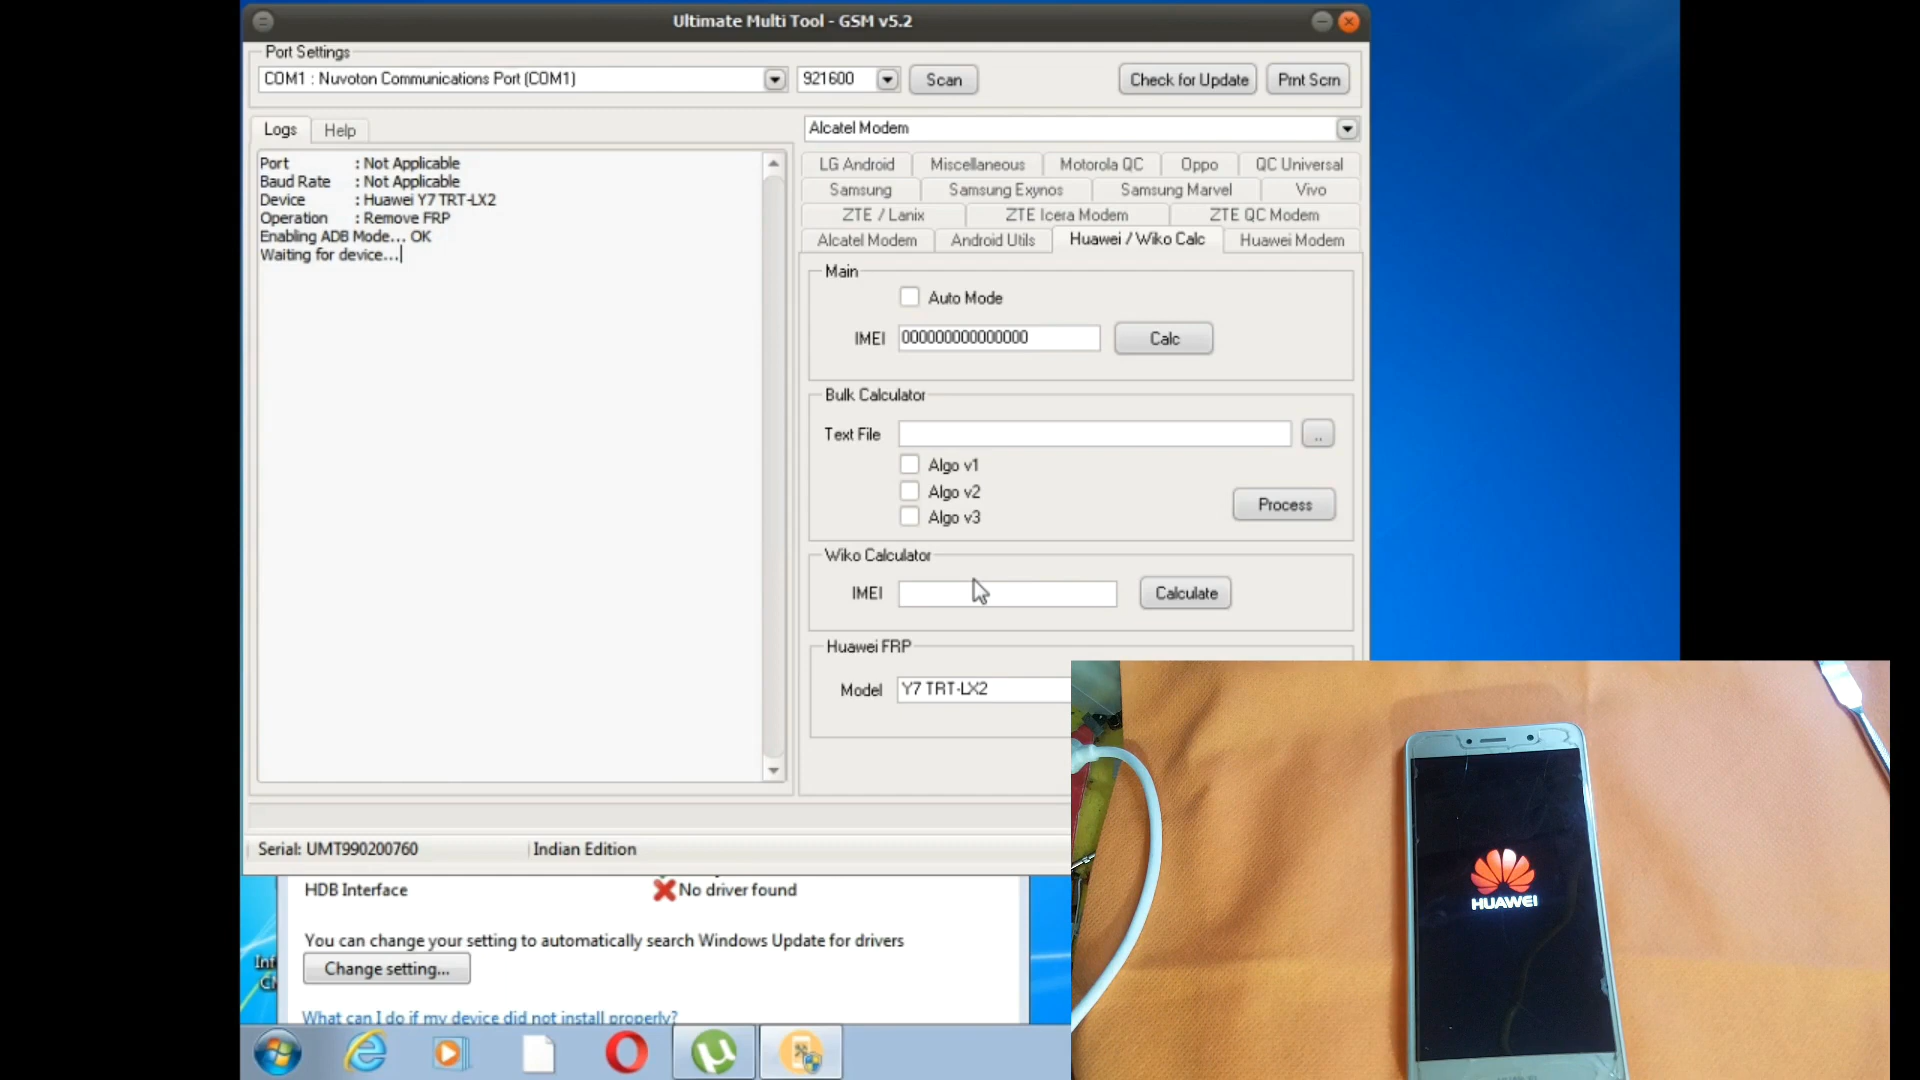 Ultimate Multi Tool - GSM v5.2
Port Settings
COM1 : Nuvoton Communications Port (COM1)
921600
Scan
Check for Update
Prnt Scrn
Logs
Help
Port : Not Applicable
Baud Rate : Not Applicable
Device : Huawei Y7 TRT-LX2
Operation : Remove FRP
Enabling ADB Mode... OK
Waiting for device...
Alcatel Modem
LG Android
Miscellaneous
Motorola QC
Oppo
QC Universal
Samsung
Samsung Exynos
Samsung Marvel
Vivo
ZTE / Lanix
ZTE Icera Modem
ZTE QC Modem
Alcatel Modem
Android Utils
Huawei / Wiko Calc
Huawei Modem
Main
Auto Mode
IMEI 000000000000000
Calc
Bulk Calculator
Text File
..
Algo v1
Algo v2
Algo v3
Process
Wiko Calculator
IMEI
Calculate
Huawei FRP
Model Y7 TRT-LX2
Serial: UMT990200760
Indian Edition
HDB Interface
No driver found
You can change your setting to automatically search Windows Update for drivers
Change setting...
What can I do if my device did not install properly?
HUAWEI